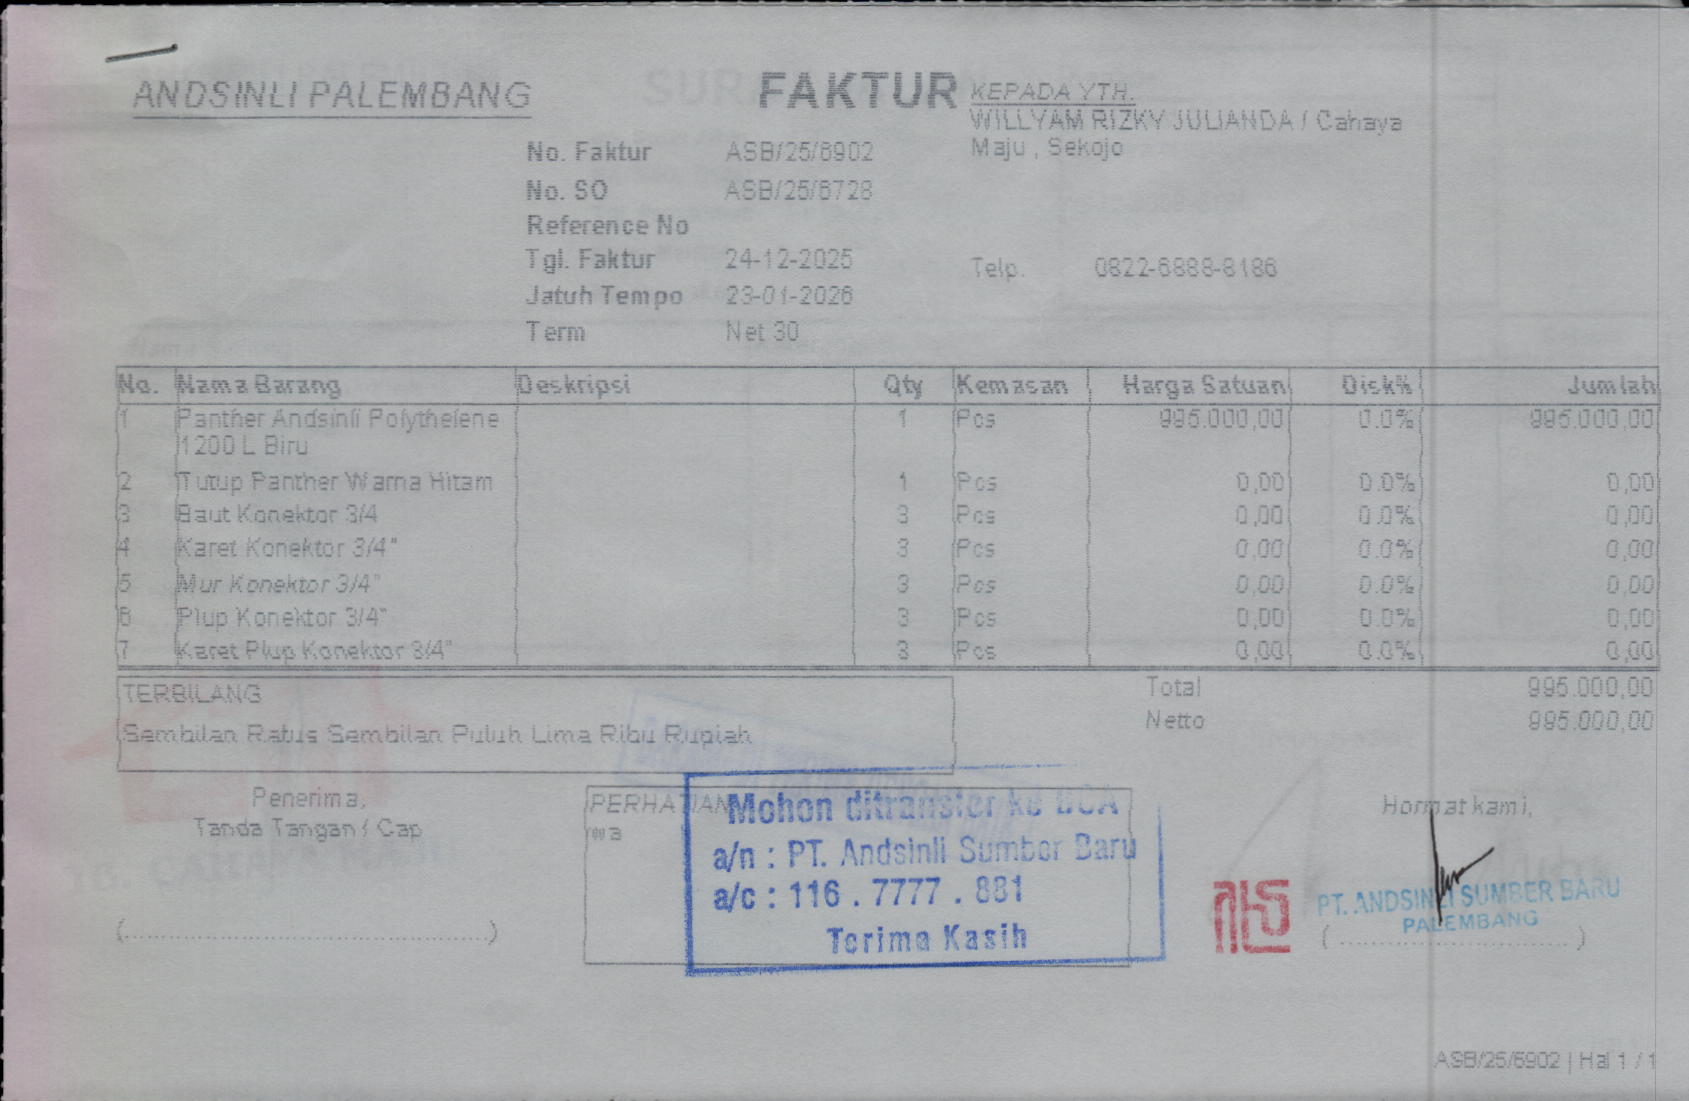 ANDSINLI PALEMBANG
FAKTUR
KEPADA YTH.
WILLYAM RIZKY JULIANDA / Cahaya
Maju , Sekojo
No. Faktur ASB/25/6902
No. SO ASB/25/6728
Reference No
Tgl. Faktur 24-12-2025
Telp. 0822-6888-8186
Jatuh Tempo 23-01-2026
Term Net 30
No. Nama Barang Deskripsi Qty Kemasan Harga Satuan Disk% Jumlah
1 Panther Andsinli Polythelene 1 Pcs 995.000,00 0.0% 995.000,00
1200 L Biru
2 Tutup Panther Warna Hitam 1 Pcs 0,00 0.0% 0,00
3 Baut Konektor 3/4 3 Pcs 0,00 0.0% 0,00
4 Karet Konektor 3/4" 3 Pcs 0,00 0.0% 0,00
5 Mur Konektor 3/4" 3 Pcs 0,00 0.0% 0,00
6 Plup Konektor 3/4" 3 Pcs 0,00 0.0% 0,00
7 Karet Plup Konektor 3/4" 3 Pcs 0,00 0.0% 0,00
TERBILANG
Sembilan Ratus Sembilan Puluh Lima Ribu Rupiah
Total 995.000,00
Netto 995.000,00
Penerima,
Tanda Tangan / Cap
(........................................)
PERHATIAN
wa
Mohon ditransfer ke BCA
a/n : PT. Andsinli Sumber Baru
a/c : 116 . 7777 . 881
Terima Kasih
Hormat kami,
PT. ANDSINLI SUMBER BARU
PALEMBANG
( ............................ )
ASB/25/6902 | Hal 1 / 1